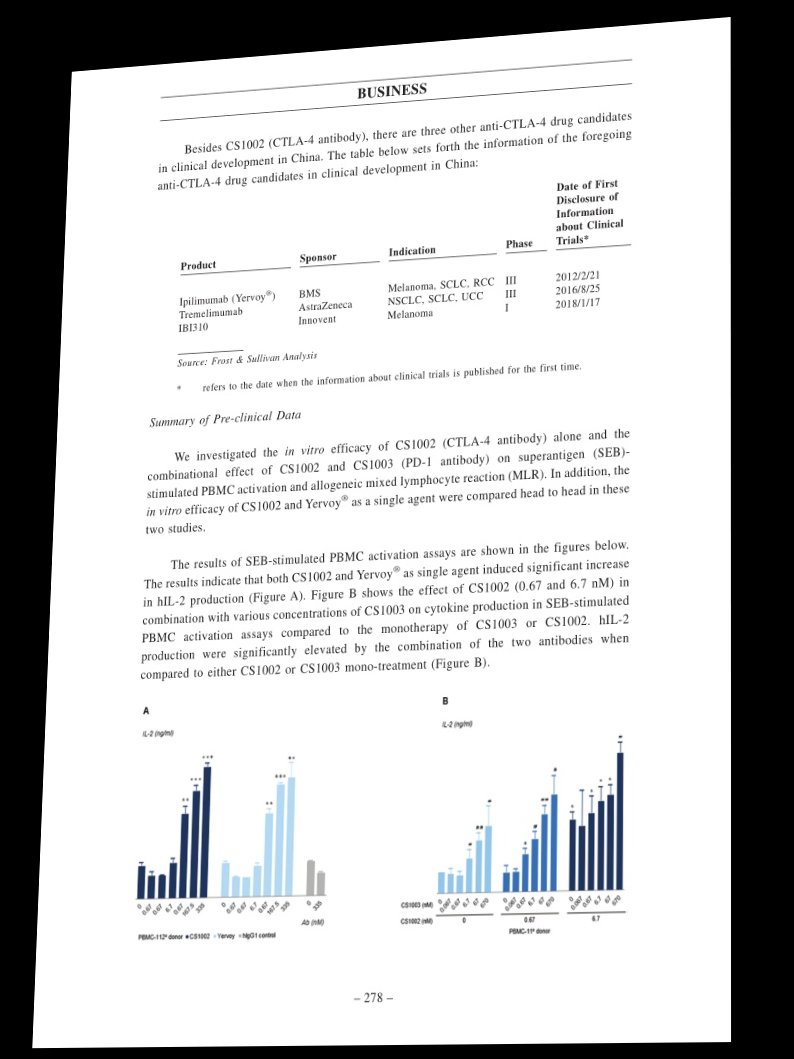 BUSINESS
Besides CS1002 (CTLA-4 antibody), there are three other anti-CTLA-4 drug candidates
in clinical development in China. The table below sets forth the information of the foregoing
anti-CTLA-4 drug candidates in clinical development in China:
Product Sponsor Indication Phase Date of First
Disclosure of
Information
about Clinical
Trials*
Ipilimumab (Yervoy®) BMS Melanoma, SCLC, RCC III 2012/2/21
Tremelimumab AstraZeneca NSCLC, SCLC, UCC III 2016/8/25
IBI310 Innovent Melanoma I 2018/1/17
Source: Frost & Sullivan Analysis
* refers to the date when the information about clinical trials is published for the first time.
Summary of Pre-clinical Data
We investigated the in vitro efficacy of CS1002 (CTLA-4 antibody) alone and the
combinational effect of CS1002 and CS1003 (PD-1 antibody) on superantigen (SEB)-
stimulated PBMC activation and allogeneic mixed lymphocyte reaction (MLR). In addition, the
in vitro efficacy of CS1002 and Yervoy® as a single agent were compared head to head in these
two studies.
The results of SEB-stimulated PBMC activation assays are shown in the figures below.
The results indicate that both CS1002 and Yervoy® as single agent induced significant increase
in hIL-2 production (Figure A). Figure B shows the effect of CS1002 (0.67 and 6.7 nM) in
combination with various concentrations of CS1003 on cytokine production in SEB-stimulated
PBMC activation assays compared to the monotherapy of CS1003 or CS1002. hIL-2
production were significantly elevated by the combination of the two antibodies when
compared to either CS1002 or CS1003 mono-treatment (Figure B).
A
IL-2 (ng/ml)
0 0.67 0.67 6.7 0.67 167.5 335 0 0.67 0.67 6.7 0.67 167.5 335 0 335
Ab (nM)
PBMC-112# donor CS1002 Yervoy hIgG1 control
B
IL-2 (ng/ml)
CS1003 (nM) 0 0.067 0.67 6.7 67 670 0 0.067 0.67 6.7 67 670 0 0.067 0.67 6.7 67 670
CS1002 (nM) 0 0.67 6.7
PBMC-11# donor
– 278 –